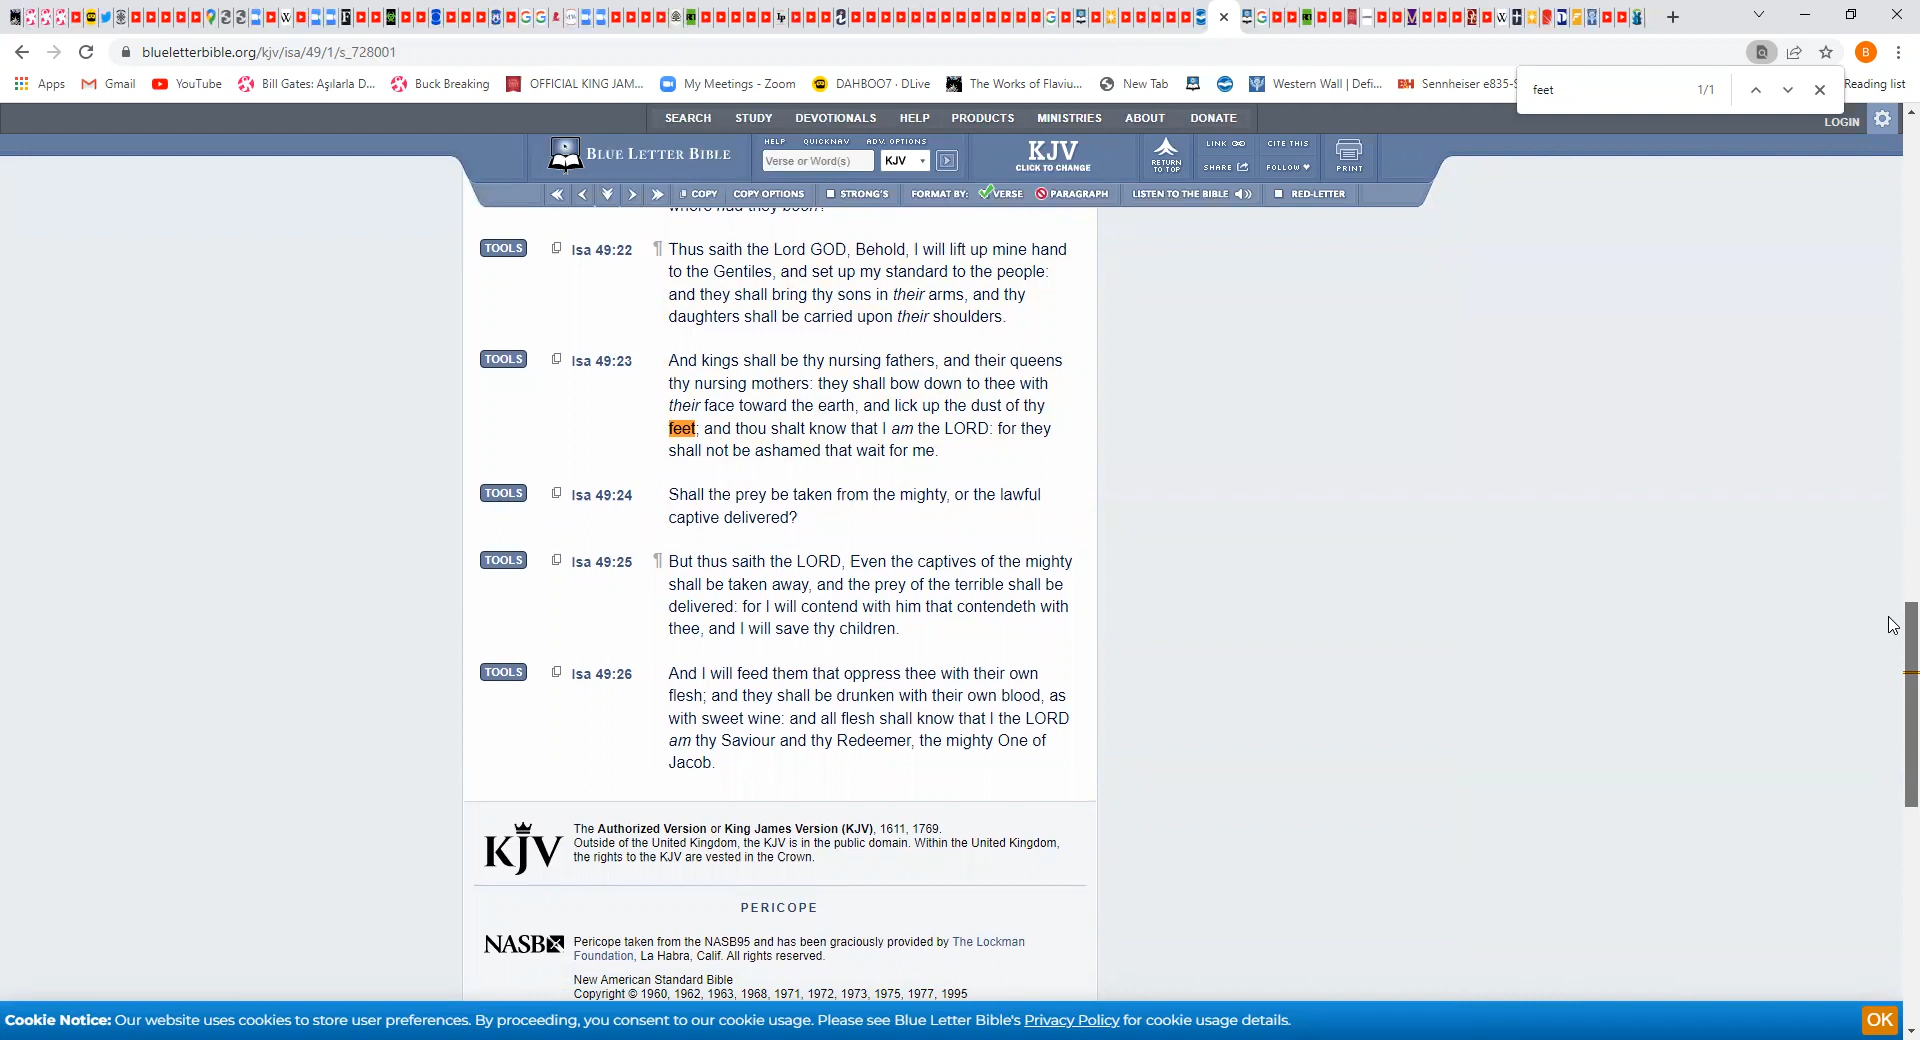 blueletterbible.org/kjv/isa/49/1/s_728001
Apps
Gmail
YouTube
Bill Gates: Aşılarla D...
Buck Breaking
OFFICIAL KING JAM...
My Meetings - Zoom
DAHBOO7 · DLive
The Works of Flaviu...
New Tab
Western Wall | Defi...
Sennheiser e835-S
Reading list
feet 1/1
SEARCH STUDY DEVOTIONALS HELP PRODUCTS MINISTRIES ABOUT DONATE
LOGIN
BLUE LETTER BIBLE
HELP QUICKNAV ADV. OPTIONS
Verse or Word(s) KJV
KJV
CLICK TO CHANGE
RETURN
TO TOP
LINK CITE THIS
SHARE FOLLOW
PRINT
COPY COPY OPTIONS STRONG'S FORMAT BY: VERSE PARAGRAPH LISTEN TO THE BIBLE RED-LETTER
where had they been?
TOOLS Isa 49:22 ¶ Thus saith the Lord GOD, Behold, I will lift up mine hand
to the Gentiles, and set up my standard to the people:
and they shall bring thy sons in their arms, and thy
daughters shall be carried upon their shoulders.
TOOLS Isa 49:23 And kings shall be thy nursing fathers, and their queens
thy nursing mothers: they shall bow down to thee with
their face toward the earth, and lick up the dust of thy
feet; and thou shalt know that I am the LORD: for they
shall not be ashamed that wait for me.
TOOLS Isa 49:24 Shall the prey be taken from the mighty, or the lawful
captive delivered?
TOOLS Isa 49:25 ¶ But thus saith the LORD, Even the captives of the mighty
shall be taken away, and the prey of the terrible shall be
delivered: for I will contend with him that contendeth with
thee, and I will save thy children.
TOOLS Isa 49:26 And I will feed them that oppress thee with their own
flesh; and they shall be drunken with their own blood, as
with sweet wine: and all flesh shall know that I the LORD
am thy Saviour and thy Redeemer, the mighty One of
Jacob.
KJV
The Authorized Version or King James Version (KJV), 1611, 1769.
Outside of the United Kingdom, the KJV is in the public domain. Within the United Kingdom,
the rights to the KJV are vested in the Crown.
PERICOPE
NASB
Pericope taken from the NASB95 and has been graciously provided by The Lockman
Foundation, La Habra, Calif. All rights reserved.
New American Standard Bible
Copyright © 1960, 1962, 1963, 1968, 1971, 1972, 1973, 1975, 1977, 1995
Cookie Notice: Our website uses cookies to store user preferences. By proceeding, you consent to our cookie usage. Please see Blue Letter Bible's Privacy Policy for cookie usage details.
OK